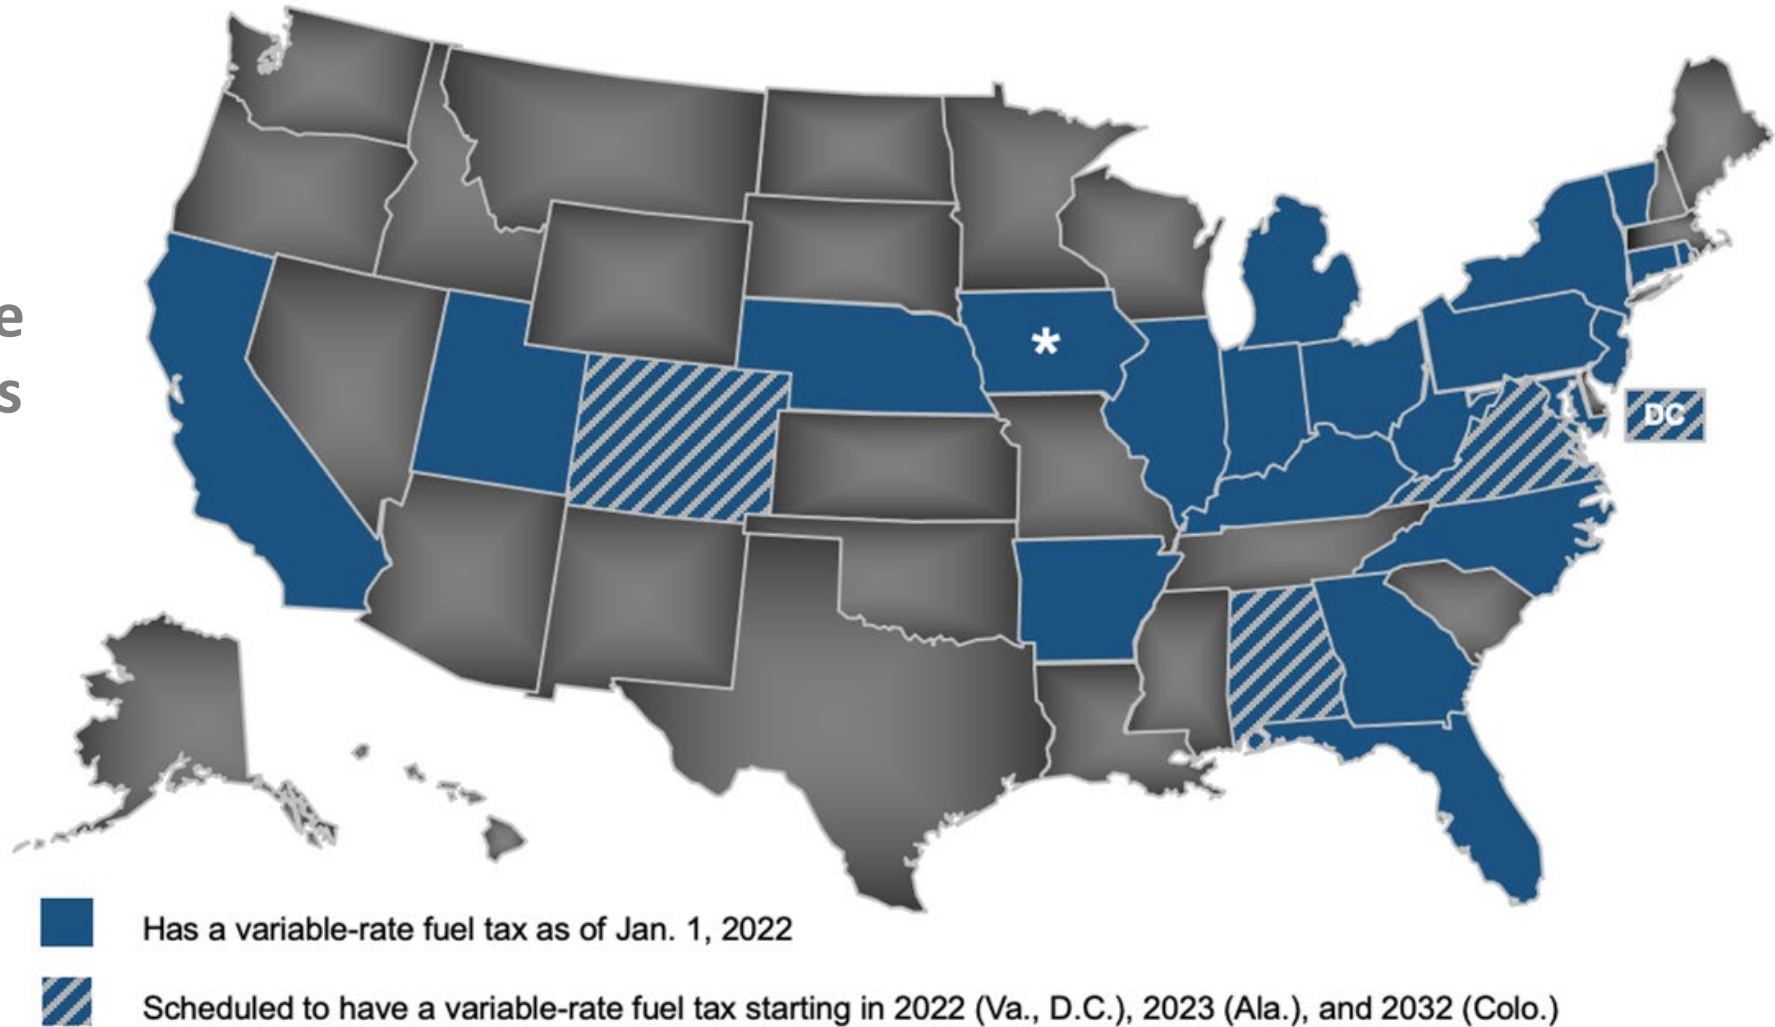 e
s
*
DC
Has a variable-rate fuel tax as of Jan. 1, 2022
Scheduled to have a variable-rate fuel tax starting in 2022 (Va., D.C.), 2023 (Ala.), and 2032 (Colo.)